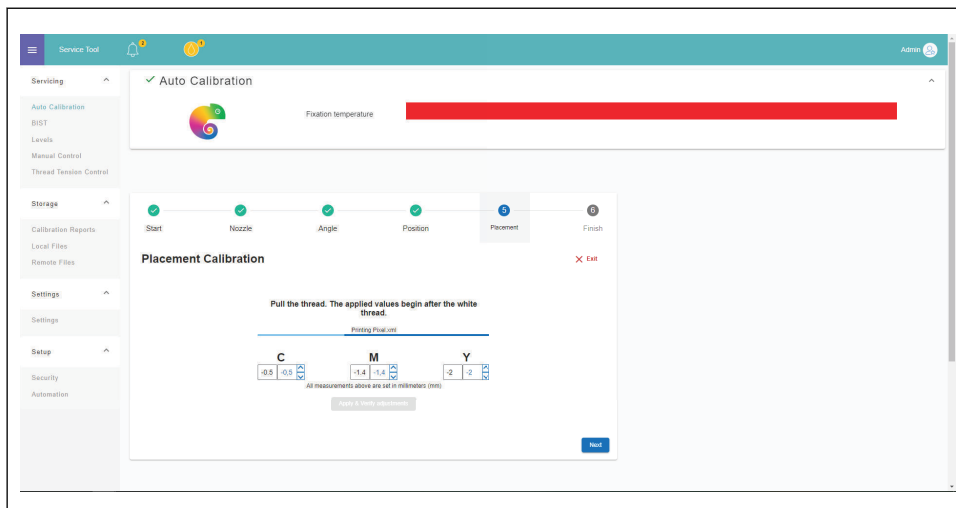 Service Tool
2
1
Admin
Servicing
Auto Calibration
BIST
Levels
Manual Control
Thread Tension Control
Storage
Calibration Reports
Local Files
Remote Files
Settings
Settings
Setup
Security
Automation
Auto Calibration
Fixation temperature
5
6
Start
Nozzle
Angle
Position
Placement
Finish
Placement Calibration
Exit
Pull the thread. The applied values begin after the white
thread.
Printing Pixel.xml
C
M
Y
-0.5
-0,5
-1.4
-1,4
-2
-2
All measurements above are set in millimeters (mm)
Apply & Verify adjustments
Next